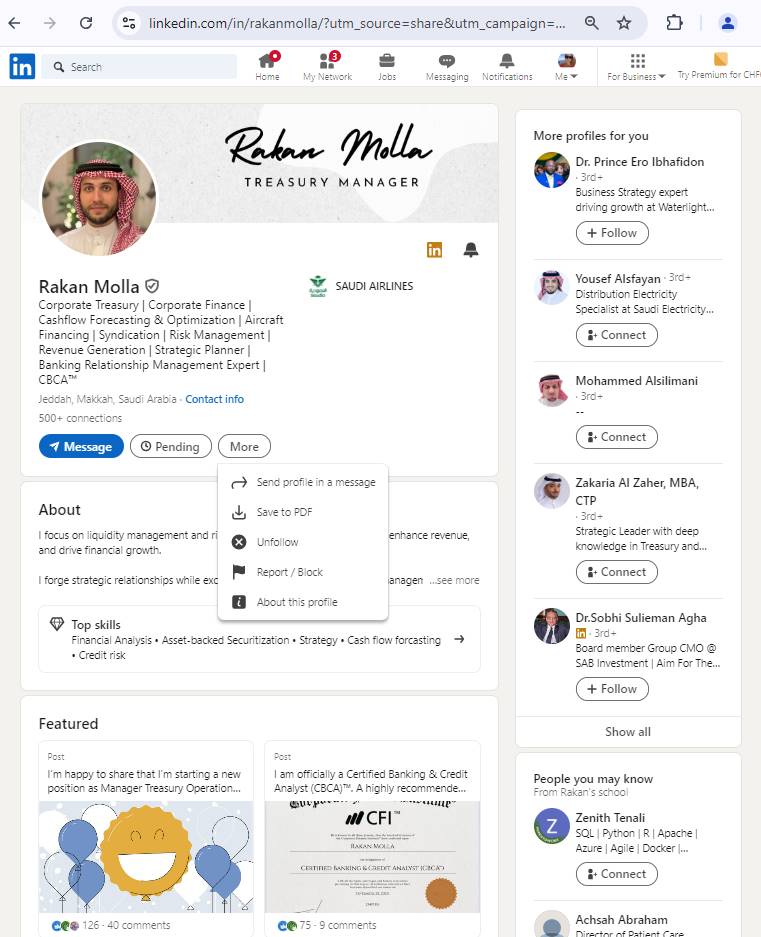 linkedin.com/in/rakanmolla/?utm_source=share&utm_campaign=...
in
Search
Home
3
My Network
Jobs
Messaging
Notifications
Me
For Business
Try Premium for CHF
Rakan Molla
TREASURY MANAGER
in
Rakan Molla
SAUDI AIRLINES
Corporate Treasury | Corporate Finance |
Cashflow Forecasting & Optimization | Aircraft
Financing | Syndication | Risk Management |
Revenue Generation | Strategic Planner |
Banking Relationship Management Expert |
CBCA™
Jeddah, Makkah, Saudi Arabia · Contact info
500+ connections
Message
Pending
More
Send profile in a message
Save to PDF
Unfollow
Report / Block
About this profile
About
I focus on liquidity management and ri enhance revenue,
and drive financial growth.
I forge strategic relationships while exc managen ...see more
Top skills
Financial Analysis • Asset-backed Securitization • Strategy • Cash flow forcasting
• Credit risk
Featured
Post
I'm happy to share that I'm starting a new
position as Manager Treasury Operation...
126 · 40 comments
Post
I am officially a Certified Banking & Credit
Analyst (CBCA)™. A highly recommende...
CFI™
RAKAN MOLLA
CERTIFIED BANKING & CREDIT ANALYST (CBCA)®
75 · 9 comments
More profiles for you
Dr. Prince Ero Ibhafidon
· 3rd+
Business Strategy expert
driving growth at Waterlight...
+ Follow
Yousef Alsfayan · 3rd+
Distribution Electricity
Specialist at Saudi Electricity...
Connect
Mohammed Alsilimani
· 3rd+
--
Connect
Zakaria Al Zaher, MBA,
CTP
· 3rd+
Strategic Leader with deep
knowledge in Treasury and...
Connect
Dr.Sobhi Sulieman Agha
in · 3rd+
Board member Group CMO @
SAB Investment | Aim For The...
+ Follow
Show all
People you may know
From Rakan's school
Z
Zenith Tenali
SQL | Python | R | Apache |
Azure | Agile | Docker |...
Connect
Achsah Abraham
Director of Patient Care